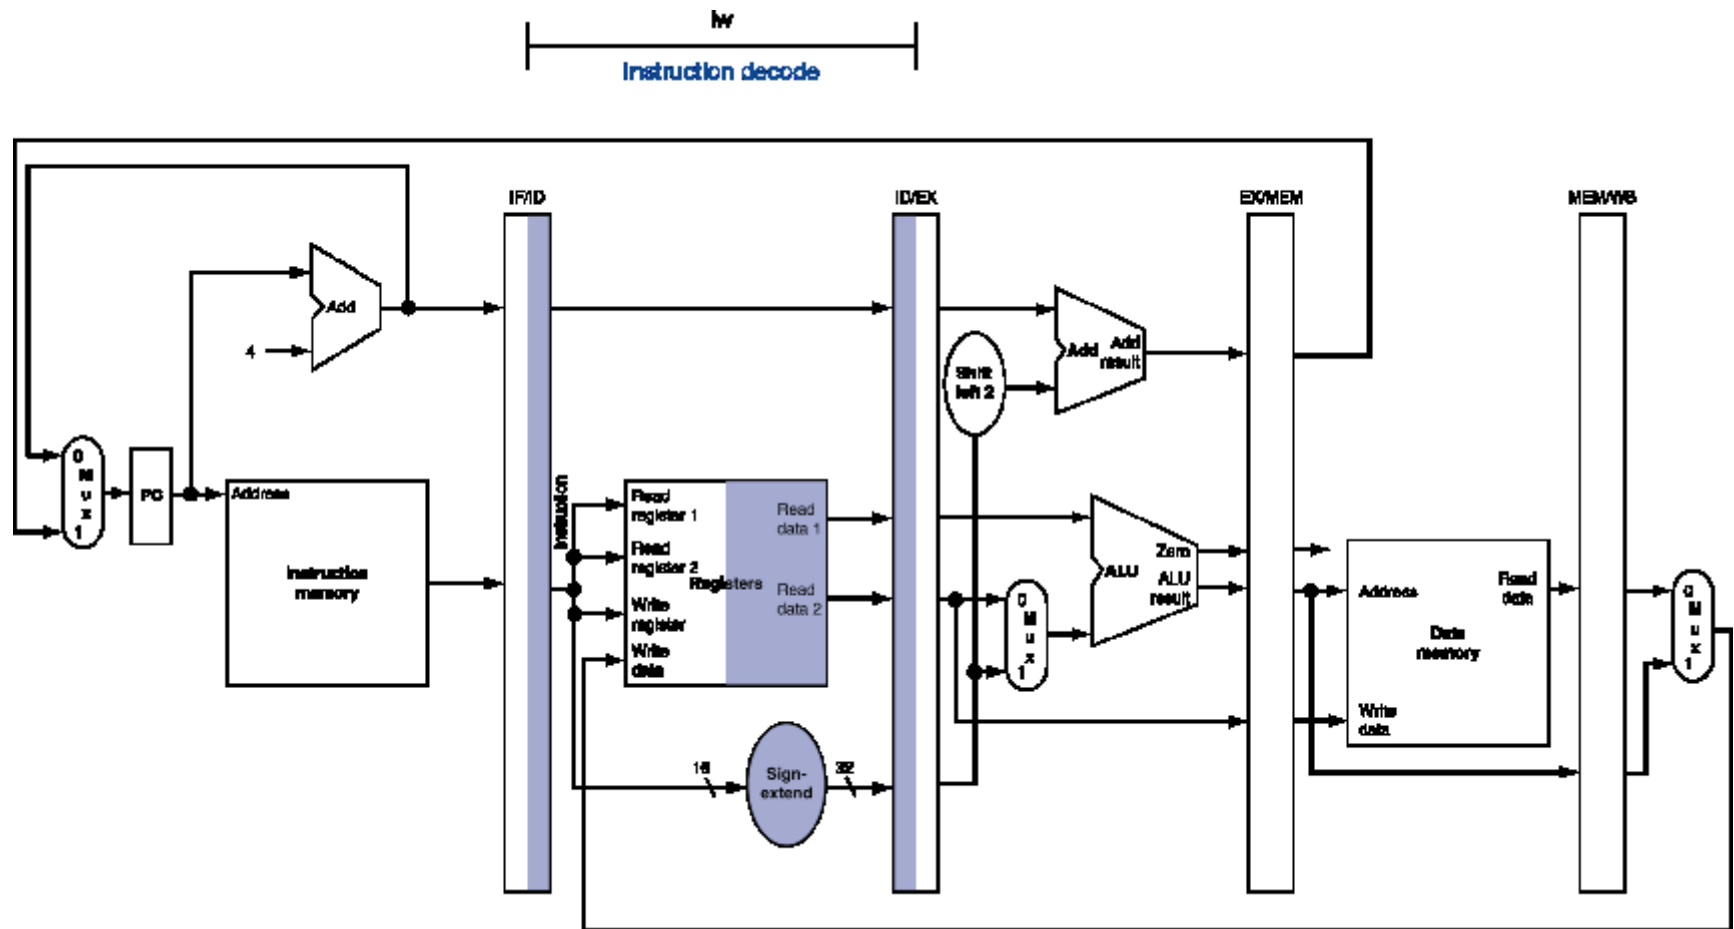 lw
Instruction decode
IF/ID
ID/EX
EX/MEM
MEM/WB
Add
4
Shift
left 2
Add
Add
result
0
M
u
x
1
PC
Address
Instruction
memory
Instruction
Read
register 1
Read
register 2
Registers
Write
register
Write
data
Read
data 1
Read
data 2
0
M
u
x
1
Zero
ALU
ALU
result
Address
Read
data
Data
memory
Write
data
0
M
u
x
1
16
Sign-
extend
32